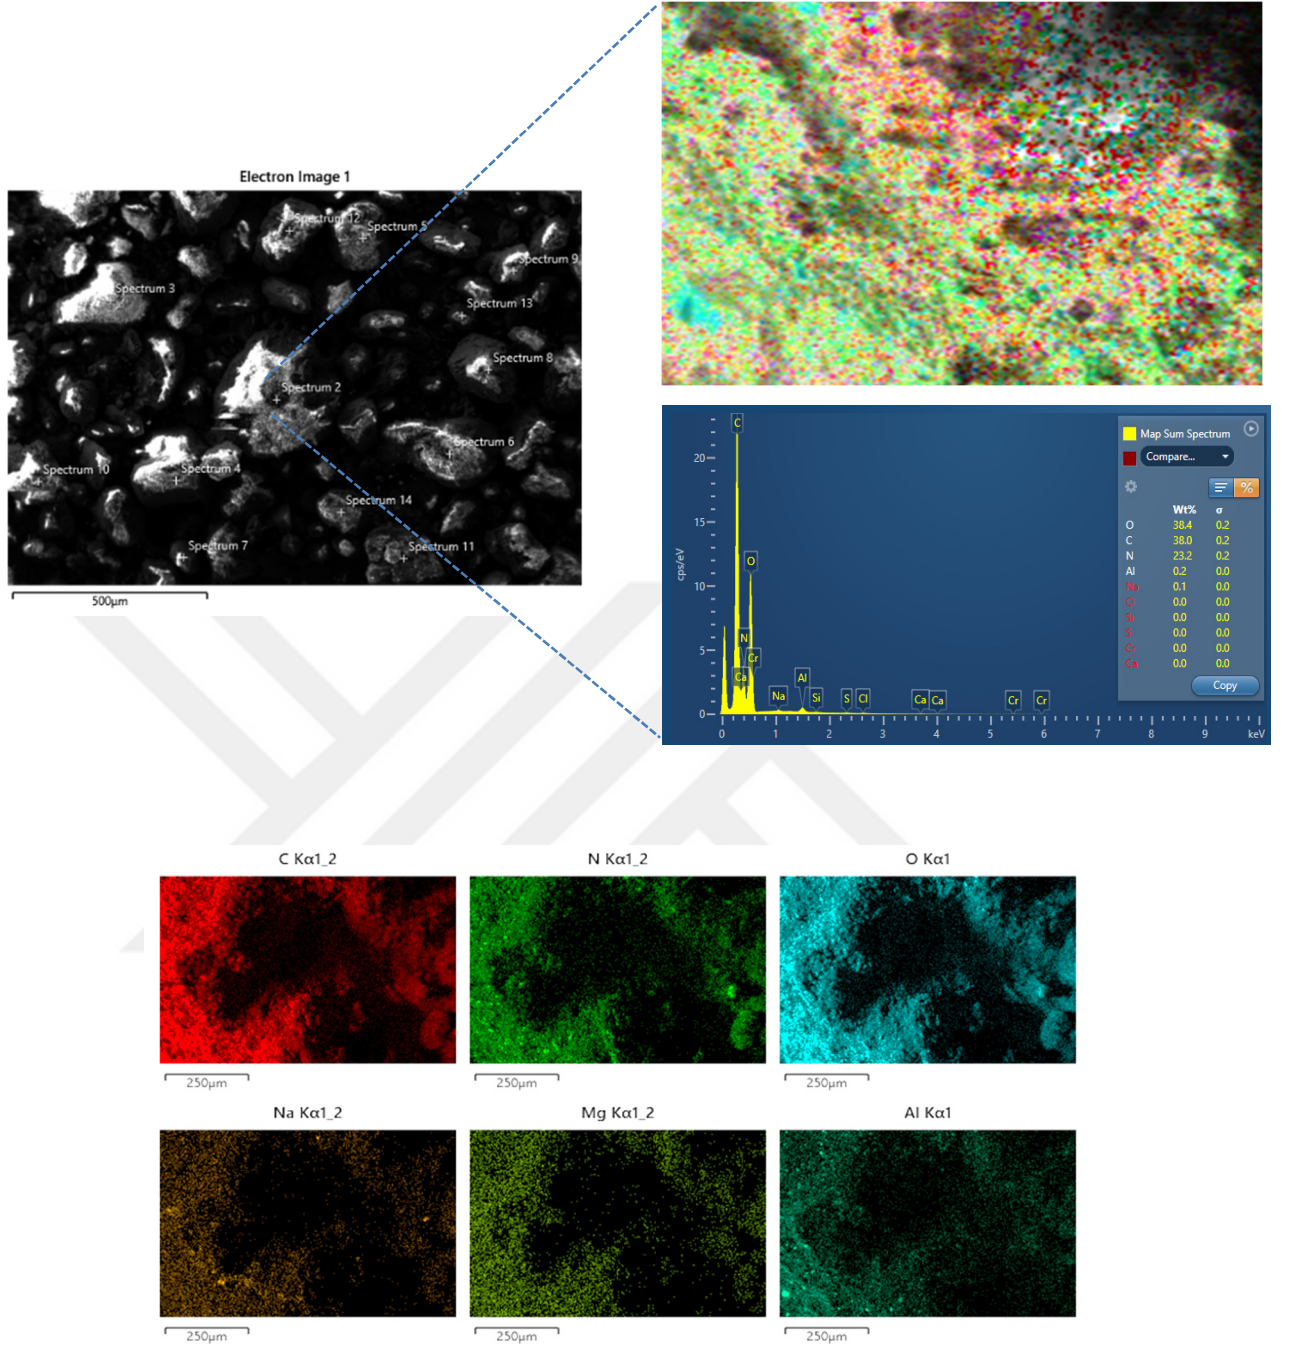 Electron Image 1
Spectrum 12
Spectrum 5
Spectrum 9
Spectrum 3
Spectrum 13
Spectrum 8
Spectrum 2
Spectrum 6
Spectrum 10
Spectrum 4
Spectrum 14
Spectrum 7
Spectrum 11
500µm
cps/eV
20
15
10
5
0
C
O
N
Cr
Ca
Na
Al
Si
S
Cl
Ca
Ca
Cr
Cr
0 1 2 3 4 5 6 7 8 9 keV
Map Sum Spectrum
Compare...
%
Wt% σ
O 38.4 0.2
C 38.0 0.2
N 23.2 0.2
Al 0.2 0.0
Na 0.1 0.0
Cl 0.0 0.0
Si 0.0 0.0
S 0.0 0.0
Cr 0.0 0.0
Ca 0.0 0.0
Copy
C Kα1_2
N Kα1_2
O Kα1
250µm
250µm
250µm
Na Kα1_2
Mg Kα1_2
Al Kα1
250µm
250µm
250µm